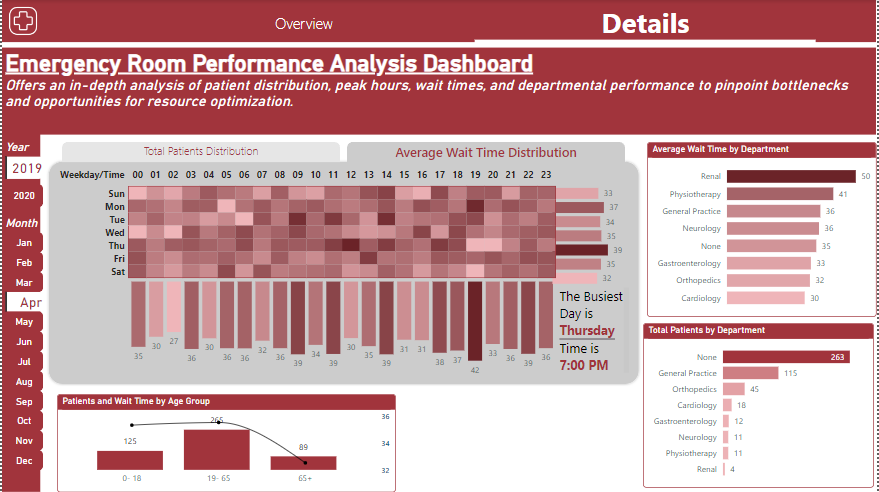 Overview
Details
Emergency Room Performance Analysis Dashboard
Offers an in-depth analysis of patient distribution, peak hours, wait times, and departmental performance to pinpoint bottlenecks
and opportunities for resource optimization.
Year
2019
2020
Month
Jan
Feb
Mar
Apr
May
Jun
Jul
Aug
Sep
Oct
Nov
Dec
Total Patients Distribution
Average Wait Time Distribution
Weekday/Time 00 01 02 03 04 05 06 07 08 09 10 11 12 13 14 15 16 17 18 19 20 21 22 23
Sun 33
Mon 37
Tue 34
Wed 35
Thu 39
Fri 35
Sat 32
35 30 27 36 30 36 36 32 36 39 34 39 30 35 39 31 31 38 37 42 33 36 39 36
The Busiest
Day is
Thursday
Time is
7:00 PM
Patients and Wait Time by Age Group
125 265 89
36
34
32
0- 18 19- 65 65+
Average Wait Time by Department
Renal 50
Physiotherapy 41
General Practice 36
Neurology 36
None 35
Gastroenterology 33
Orthopedics 32
Cardiology 30
Total Patients by Department
None 263
General Practice 115
Orthopedics 45
Cardiology 18
Gastroenterology 12
Neurology 11
Physiotherapy 11
Renal 4